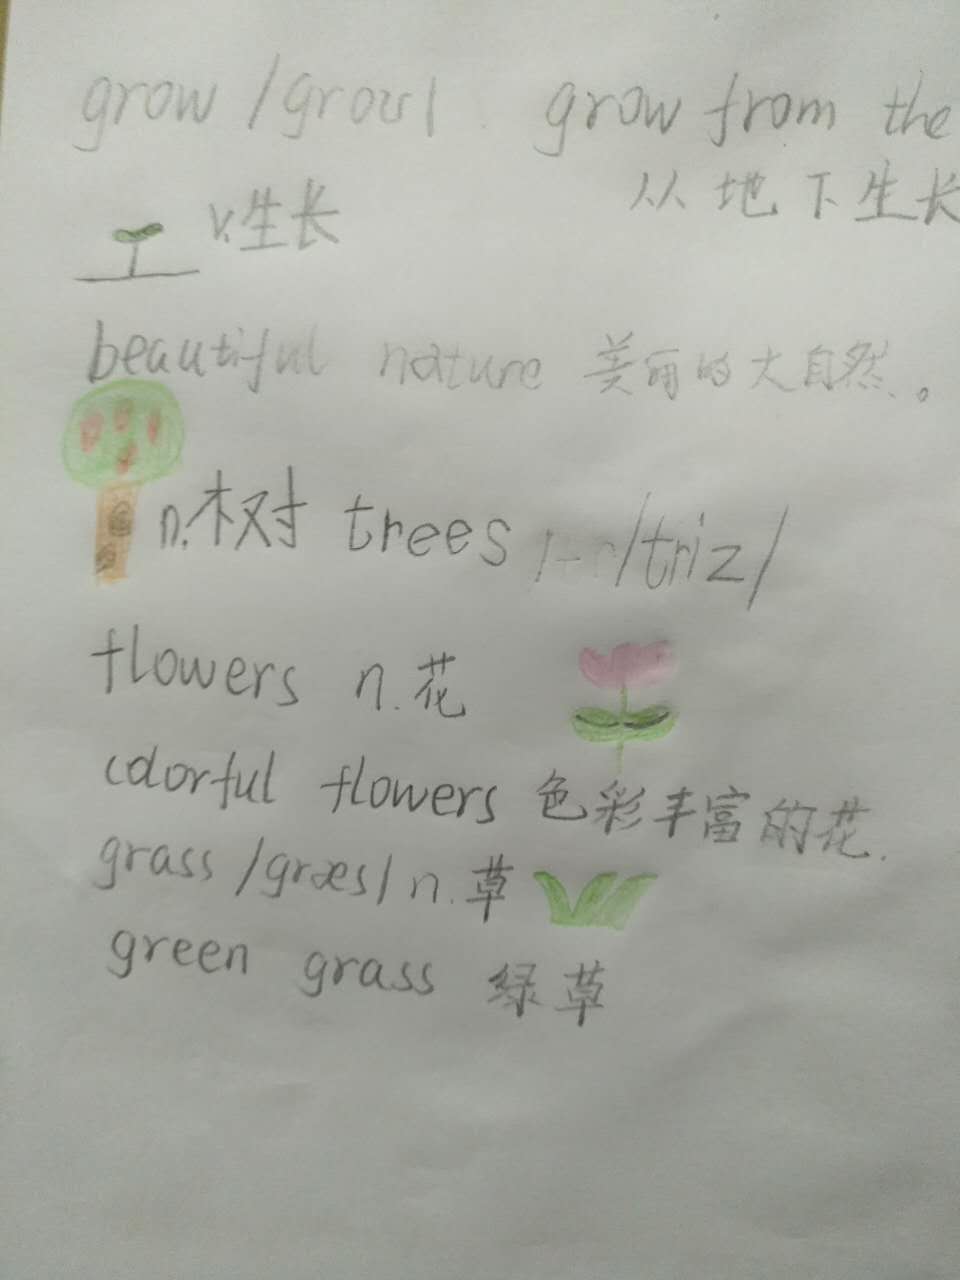 grow /grou/ grow from the
v.生长 从地下生长
beautiful nature 美丽的大自然。
n.树 trees /triz/
flowers n.花
colorful flowers 色彩丰富的花.
grass /græs/ n.草
green grass 绿草